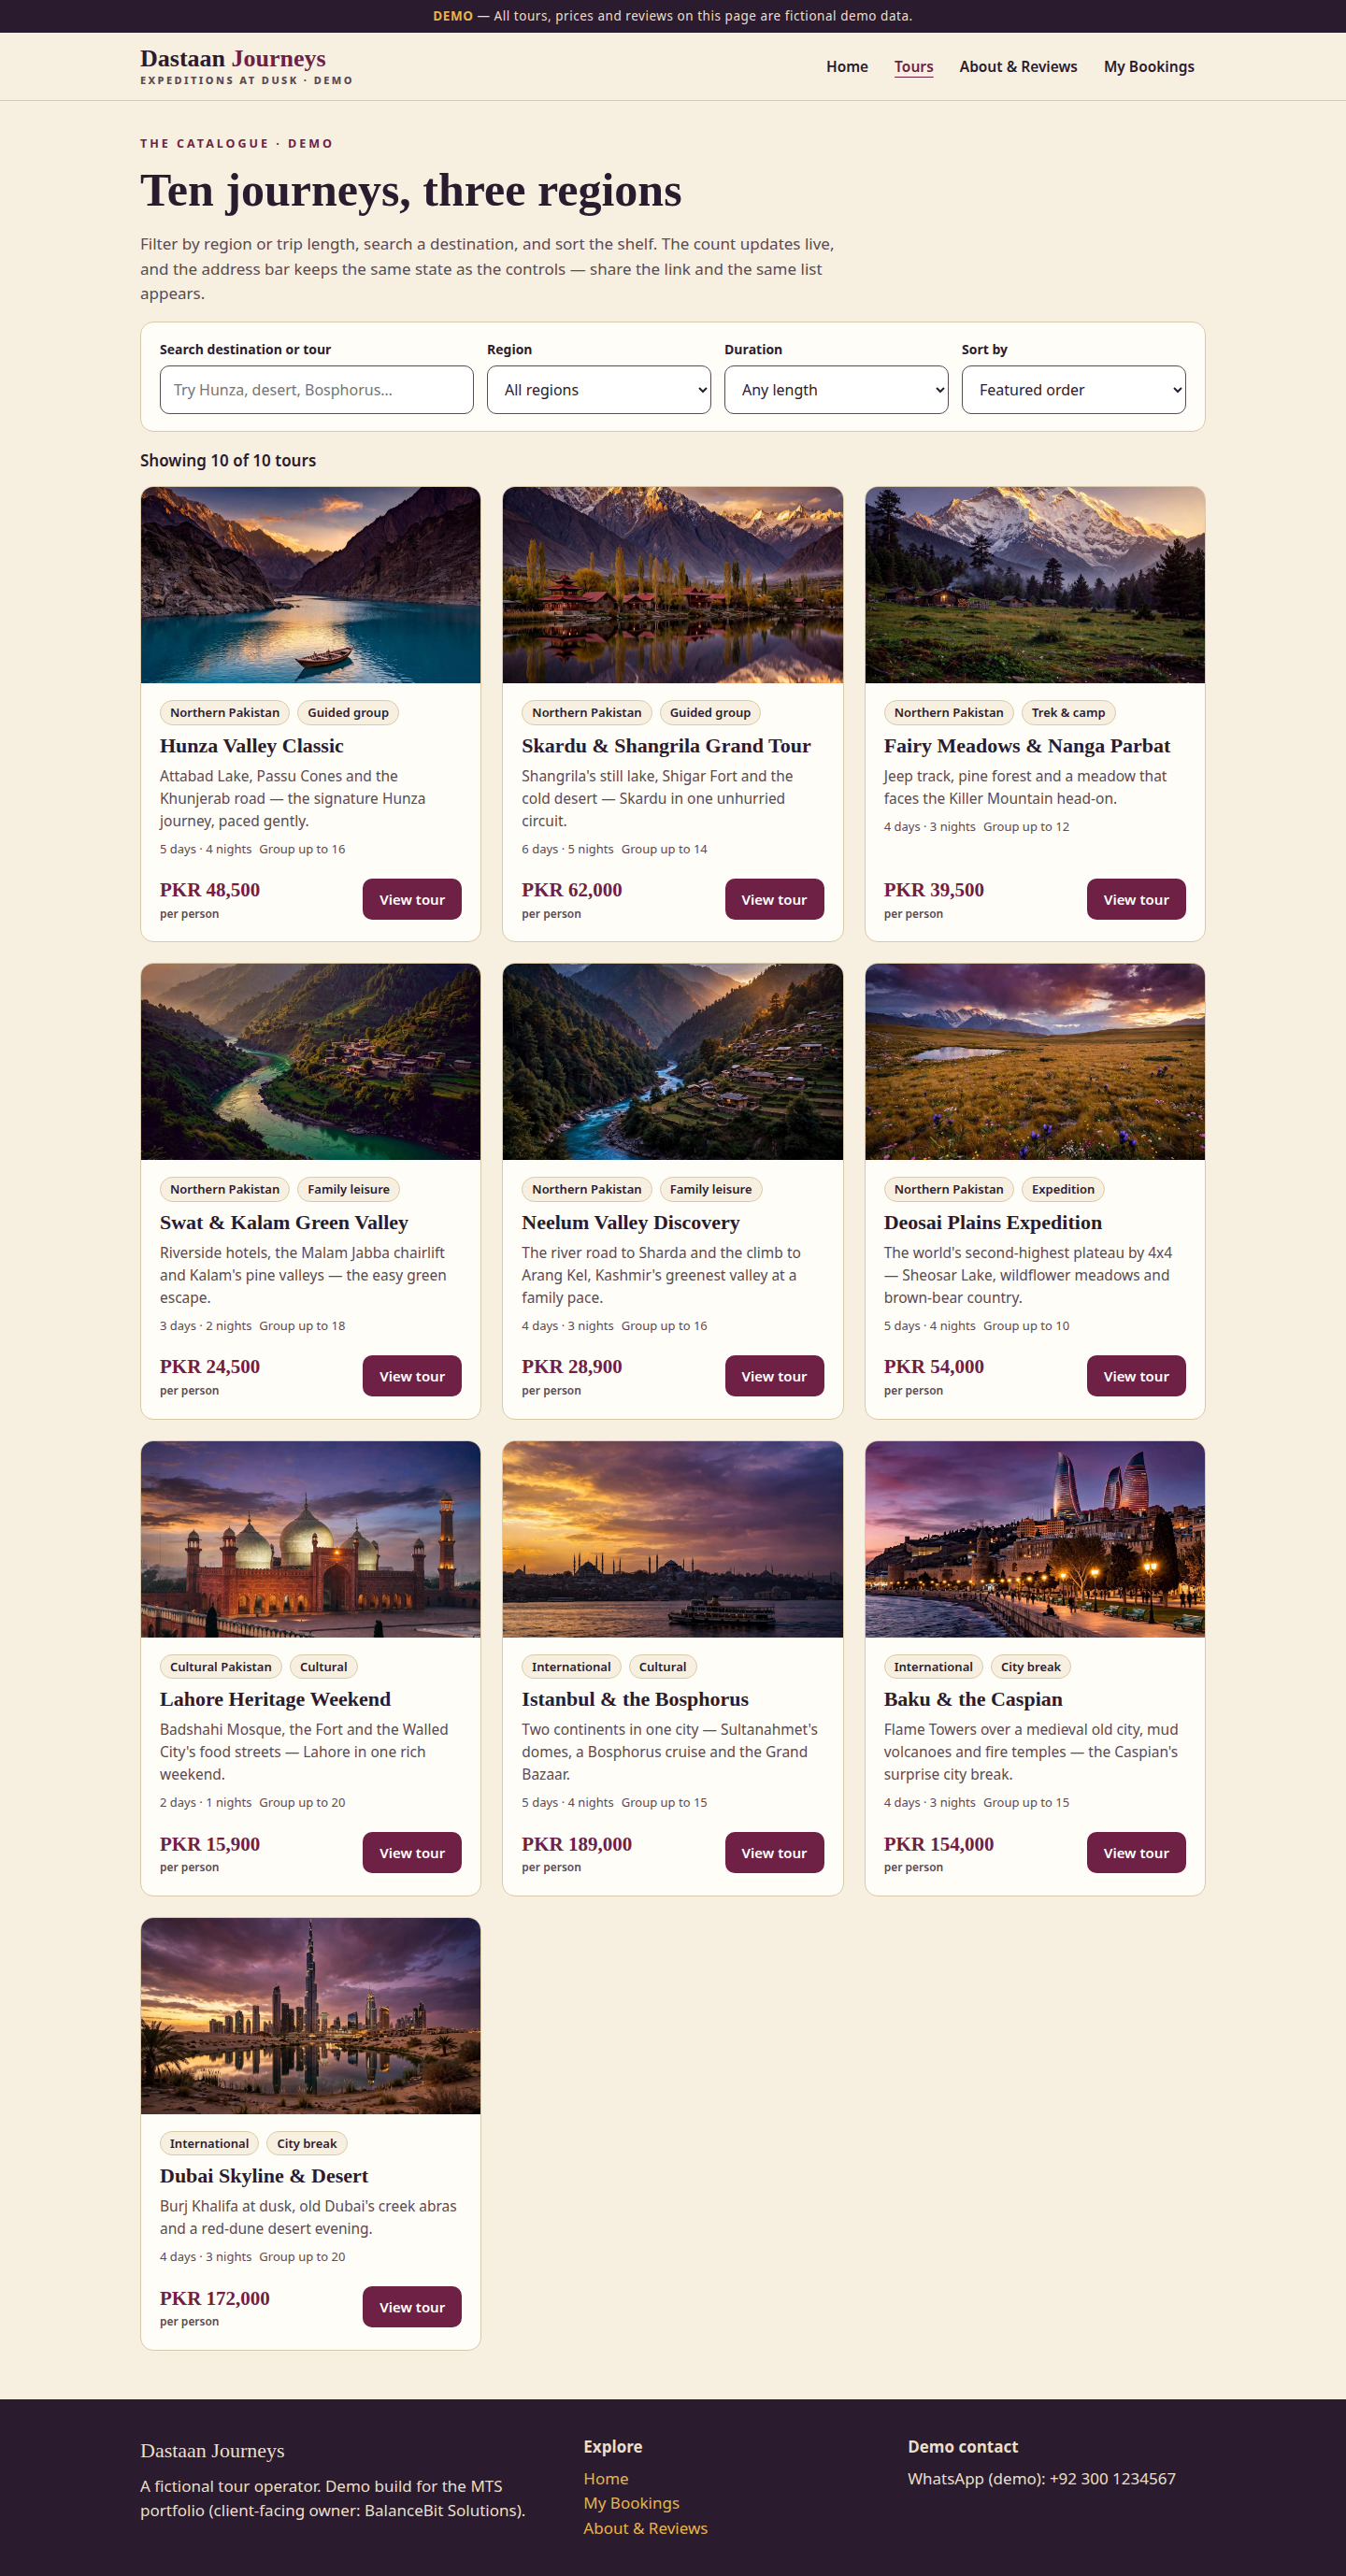 DEMO — All tours, prices and reviews on this page are fictional demo data.
Dastaan Journeys
EXPEDITIONS AT DUSK · DEMO
Home Tours About & Reviews My Bookings
THE CATALOGUE · DEMO
Ten journeys, three regions
Filter by region or trip length, search a destination, and sort the shelf. The count updates live,
and the address bar keeps the same state as the controls — share the link and the same list
appears.
Search destination or tour
Try Hunza, desert, Bosphorus...
Region
All regions
Duration
Any length
Sort by
Featured order
Showing 10 of 10 tours
Northern Pakistan Guided group
Hunza Valley Classic
Attabad Lake, Passu Cones and the
Khunjerab road — the signature Hunza
journey, paced gently.
5 days · 4 nights Group up to 16
PKR 48,500
per person
View tour
Northern Pakistan Guided group
Skardu & Shangrila Grand Tour
Shangrila's still lake, Shigar Fort and the
cold desert — Skardu in one unhurried
circuit.
6 days · 5 nights Group up to 14
PKR 62,000
per person
View tour
Northern Pakistan Trek & camp
Fairy Meadows & Nanga Parbat
Jeep track, pine forest and a meadow that
faces the Killer Mountain head-on.
4 days · 3 nights Group up to 12
PKR 39,500
per person
View tour
Northern Pakistan Family leisure
Swat & Kalam Green Valley
Riverside hotels, the Malam Jabba chairlift
and Kalam's pine valleys — the easy green
escape.
3 days · 2 nights Group up to 18
PKR 24,500
per person
View tour
Northern Pakistan Family leisure
Neelum Valley Discovery
The river road to Sharda and the climb to
Arang Kel, Kashmir's greenest valley at a
family pace.
4 days · 3 nights Group up to 16
PKR 28,900
per person
View tour
Northern Pakistan Expedition
Deosai Plains Expedition
The world's second-highest plateau by 4x4
— Sheosar Lake, wildflower meadows and
brown-bear country.
5 days · 4 nights Group up to 10
PKR 54,000
per person
View tour
Cultural Pakistan Cultural
Lahore Heritage Weekend
Badshahi Mosque, the Fort and the Walled
City's food streets — Lahore in one rich
weekend.
2 days · 1 nights Group up to 20
PKR 15,900
per person
View tour
International Cultural
Istanbul & the Bosphorus
Two continents in one city — Sultanahmet's
domes, a Bosphorus cruise and the Grand
Bazaar.
5 days · 4 nights Group up to 15
PKR 189,000
per person
View tour
International City break
Baku & the Caspian
Flame Towers over a medieval old city, mud
volcanoes and fire temples — the Caspian's
surprise city break.
4 days · 3 nights Group up to 15
PKR 154,000
per person
View tour
International City break
Dubai Skyline & Desert
Burj Khalifa at dusk, old Dubai's creek abras
and a red-dune desert evening.
4 days · 3 nights Group up to 20
PKR 172,000
per person
View tour
Dastaan Journeys
A fictional tour operator. Demo build for the MTS
portfolio (client-facing owner: BalanceBit Solutions).
Explore
Home
My Bookings
About & Reviews
Demo contact
WhatsApp (demo): +92 300 1234567